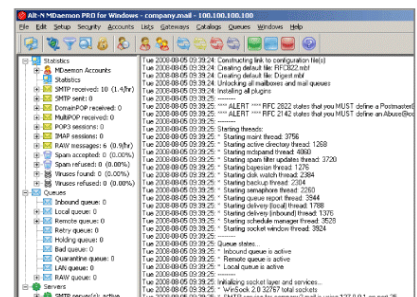 Alt-N MDaemon PRO for Windows - company.mail - 100.100.100.100
File Edit Setup Security Accounts Lists Gateways Catalogs Queues Windows Help
Statistics
MDaemon Accounts
Statistics
SMTP received: 10 (1.4/hr)
SMTP sent: 0
DomainPOP received: 0
MultiPOP received: 0
POP3 sessions: 0
IMAP sessions: 0
RAW messages: 6 (0.9/hr)
Spam accepted: 0 (0.00%)
Spam refused: 0 (0.00%)
Viruses found: 0 (0.00%)
Viruses refused: 0 (0.00%)
Queues
Inbound queue: 0
Local queue: 0
Remote queue: 0
Retry queue: 0
Holding queue: 0
Bad queue: 0
Quarantine queue: 0
LAN queue: 0
RAW queue: 0
Servers
SMTP server(s): active
Tue 2008-08-05 09:39:24: Constructing link to configuration file(s)
Tue 2008-08-05 09:39:24: Creating default file: RFC822.mbf
Tue 2008-08-05 09:39:24: Creating default file: Digest.mbf
Tue 2008-08-05 09:39:24: Unlocking all mailboxes and mail queues
Tue 2008-08-05 09:39:24: Installing all plugins
Tue 2008-08-05 09:39:25: ----------
Tue 2008-08-05 09:39:25: **** ALERT **** RFC 2822 states that you MUST define a Postmaster@
Tue 2008-08-05 09:39:25: **** ALERT **** RFC 2142 states that you MUST define an Abuse@co
Tue 2008-08-05 09:39:25: ----------
Tue 2008-08-05 09:39:25: Starting threads:
Tue 2008-08-05 09:39:25: * Starting maint thread: 3756
Tue 2008-08-05 09:39:25: * Starting active directory thread: 1268
Tue 2008-08-05 09:39:25: * Starting mdspamd thread: 4060
Tue 2008-08-05 09:39:25: * Starting spam filter updates thread: 3720
Tue 2008-08-05 09:39:25: * Starting bayesian thread: 1276
Tue 2008-08-05 09:39:25: * Starting disk watch thread: 2384
Tue 2008-08-05 09:39:25: * Starting backup thread: 2304
Tue 2008-08-05 09:39:25: * Starting semaphore thread: 2260
Tue 2008-08-05 09:39:25: * Starting queue report thread: 3944
Tue 2008-08-05 09:39:25: * Starting delivery (local) thread: 1788
Tue 2008-08-05 09:39:25: * Starting delivery (inbound) thread: 1376
Tue 2008-08-05 09:39:25: * Starting schedule manager thread: 3528
Tue 2008-08-05 09:39:25: * Starting socket window thread: 3924
Tue 2008-08-05 09:39:25: ----------
Tue 2008-08-05 09:39:25: Queue states...
Tue 2008-08-05 09:39:25: * Inbound queue is active
Tue 2008-08-05 09:39:25: * Remote queue is active
Tue 2008-08-05 09:39:25: * Local queue is active
Tue 2008-08-05 09:39:25: ----------
Tue 2008-08-05 09:39:25: Initializing socket layer and services...
Tue 2008-08-05 09:39:25: * WinSock 2.0 32767 total sockets